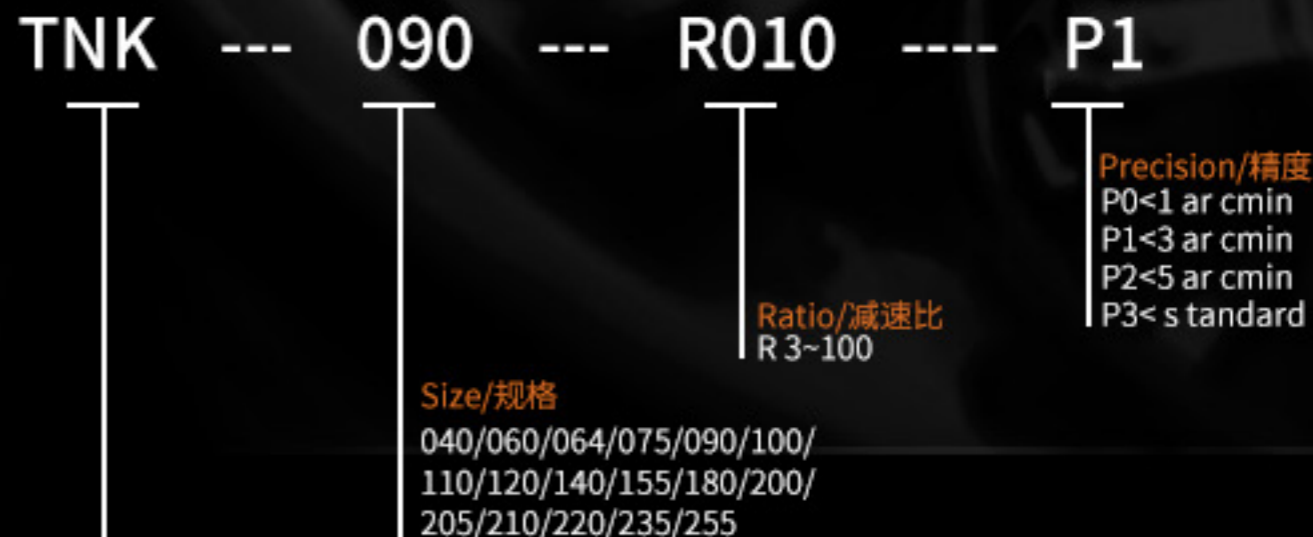 TNK --- 090 --- R010 ---- P1
Precision/精度
P0<1 ar cmin
P1<3 ar cmin
P2<5 ar cmin
P3< s tandard
Ratio/减速比
R 3~100
Size/规格
040/060/064/075/090/100/
110/120/140/155/180/200/
205/210/220/235/255